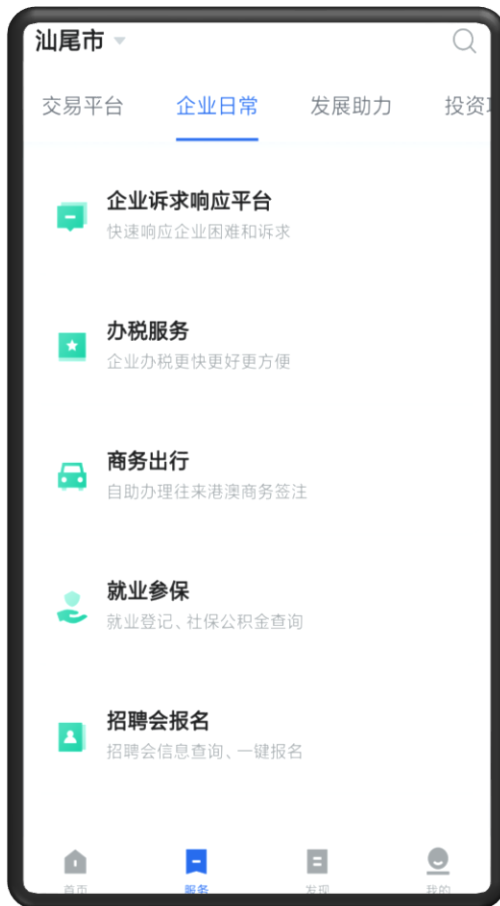 汕尾市
交易平台 企业日常 发展助力 投资
企业诉求响应平台
快速响应企业困难和诉求
办税服务
企业办税更快更好更方便
商务出行
自助办理往来港澳商务签注
就业参保
就业登记、社保公积金查询
招聘会报名
招聘会信息查询、一键报名
首页 服务 发现 我的